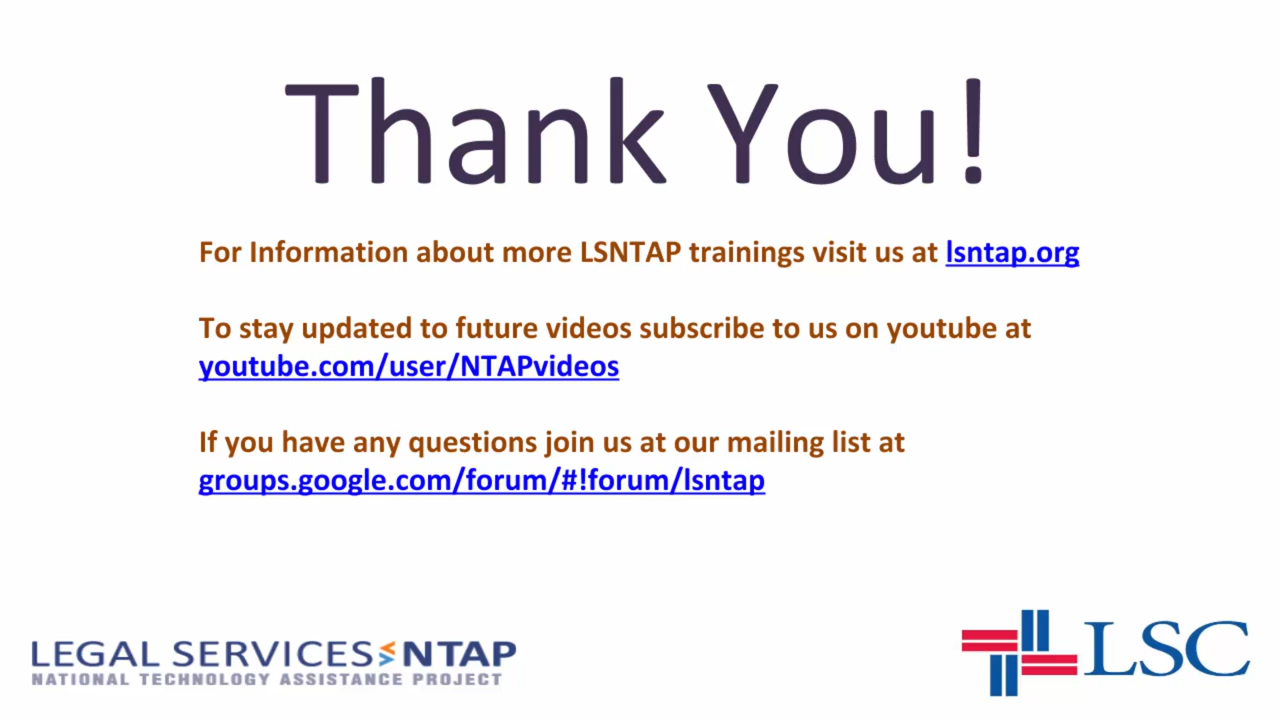 Thank You!
For Information about more LSNTAP trainings visit us at lsntap.org
To stay updated to future videos subscribe to us on youtube at
youtube.com/user/NTAPvideos
If you have any questions join us at our mailing list at
groups.google.com/forum/#!forum/lsntap
LEGAL SERVICES NTAP
NATIONAL TECHNOLOGY ASSISTANCE PROJECT
LSC